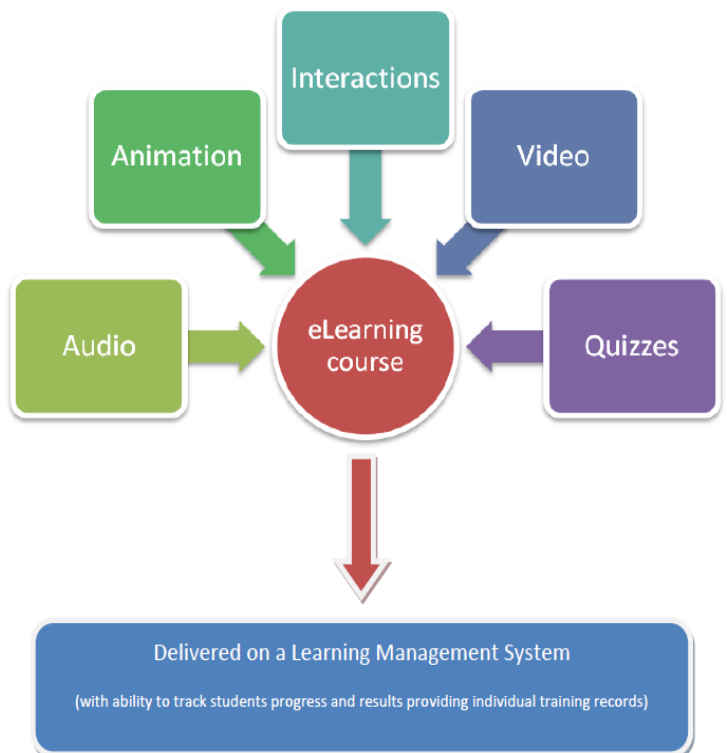 Interactions
Animation
Video
Audio
eLearning
course
Quizzes
Delivered on a Learning Management System
(with ability to track students progress and results providing individual training records)